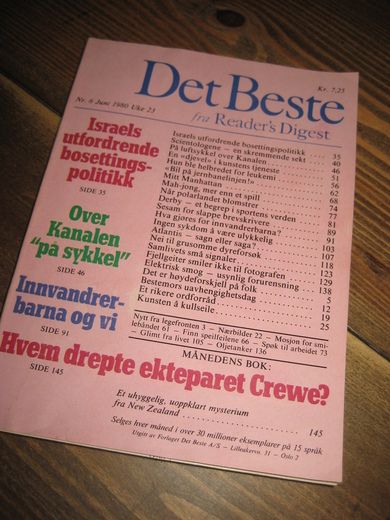 Kr. 7,25
Det Beste
Nr. 6 Juni 1980 Uke 23
fra Reader's Digest
Israels
utfordrende
bosettings-
politikk
SIDE 35
Over
Kanalen
"på sykkel"
SIDE 46
Innvandrer-
barna og vi
SIDE 91
Israels utfordrende bosettingspolitikk 35
Scientologene – en skremmende sekt 40
På luftsykkel over Kanalen 46
En «djevel» i kunstens tjeneste 51
Hun ble helbredet for leukemi 56
«Bil på jernbanelinjen!» 62
Mitt Manhattan 68
Mah-jong, mer enn et spill 74
Når polarlandet blomstrer 77
Derby – et begrep i sportens verden 81
Sesam for slappe brevskrivere 89
Hva gjøres for innvandrerbarna? 91
Ingen sykdom å være ulykkelig 103
Atlantis – sagn eller saga? 107
Nei til grusomme dyreforsøk
Samlivets små signaler 118
Fjellgeiter smiler ikke til fotografen 123
Elektrisk smog – usynlig forurensning 129
Det er høydeforskjell på folk 138
Bestemors uavhengighetsdag 5
Et rikere ordforråd 12
Kunsten å kullseile 19
25
Nytt fra legefronten 3 – Nærbilder 22 – Mosjon for smi-
lehåndet 61 – Finn speilfeilene 66 – Spøk til arbeidet 73
– Glimt fra livet 105 – Oljetanker 136
MÅNEDENS BOK:
Hvem drepte ekteparet Crewe?
SIDE 145
Et uhyggelig, uoppklart mysterium
fra New Zealand 145
Selges hver måned i over 30 millioner eksemplarer på 15 språk
Utgitt av Forlaget Det Beste A/S – Lilleakervn. 31 – Oslo 2